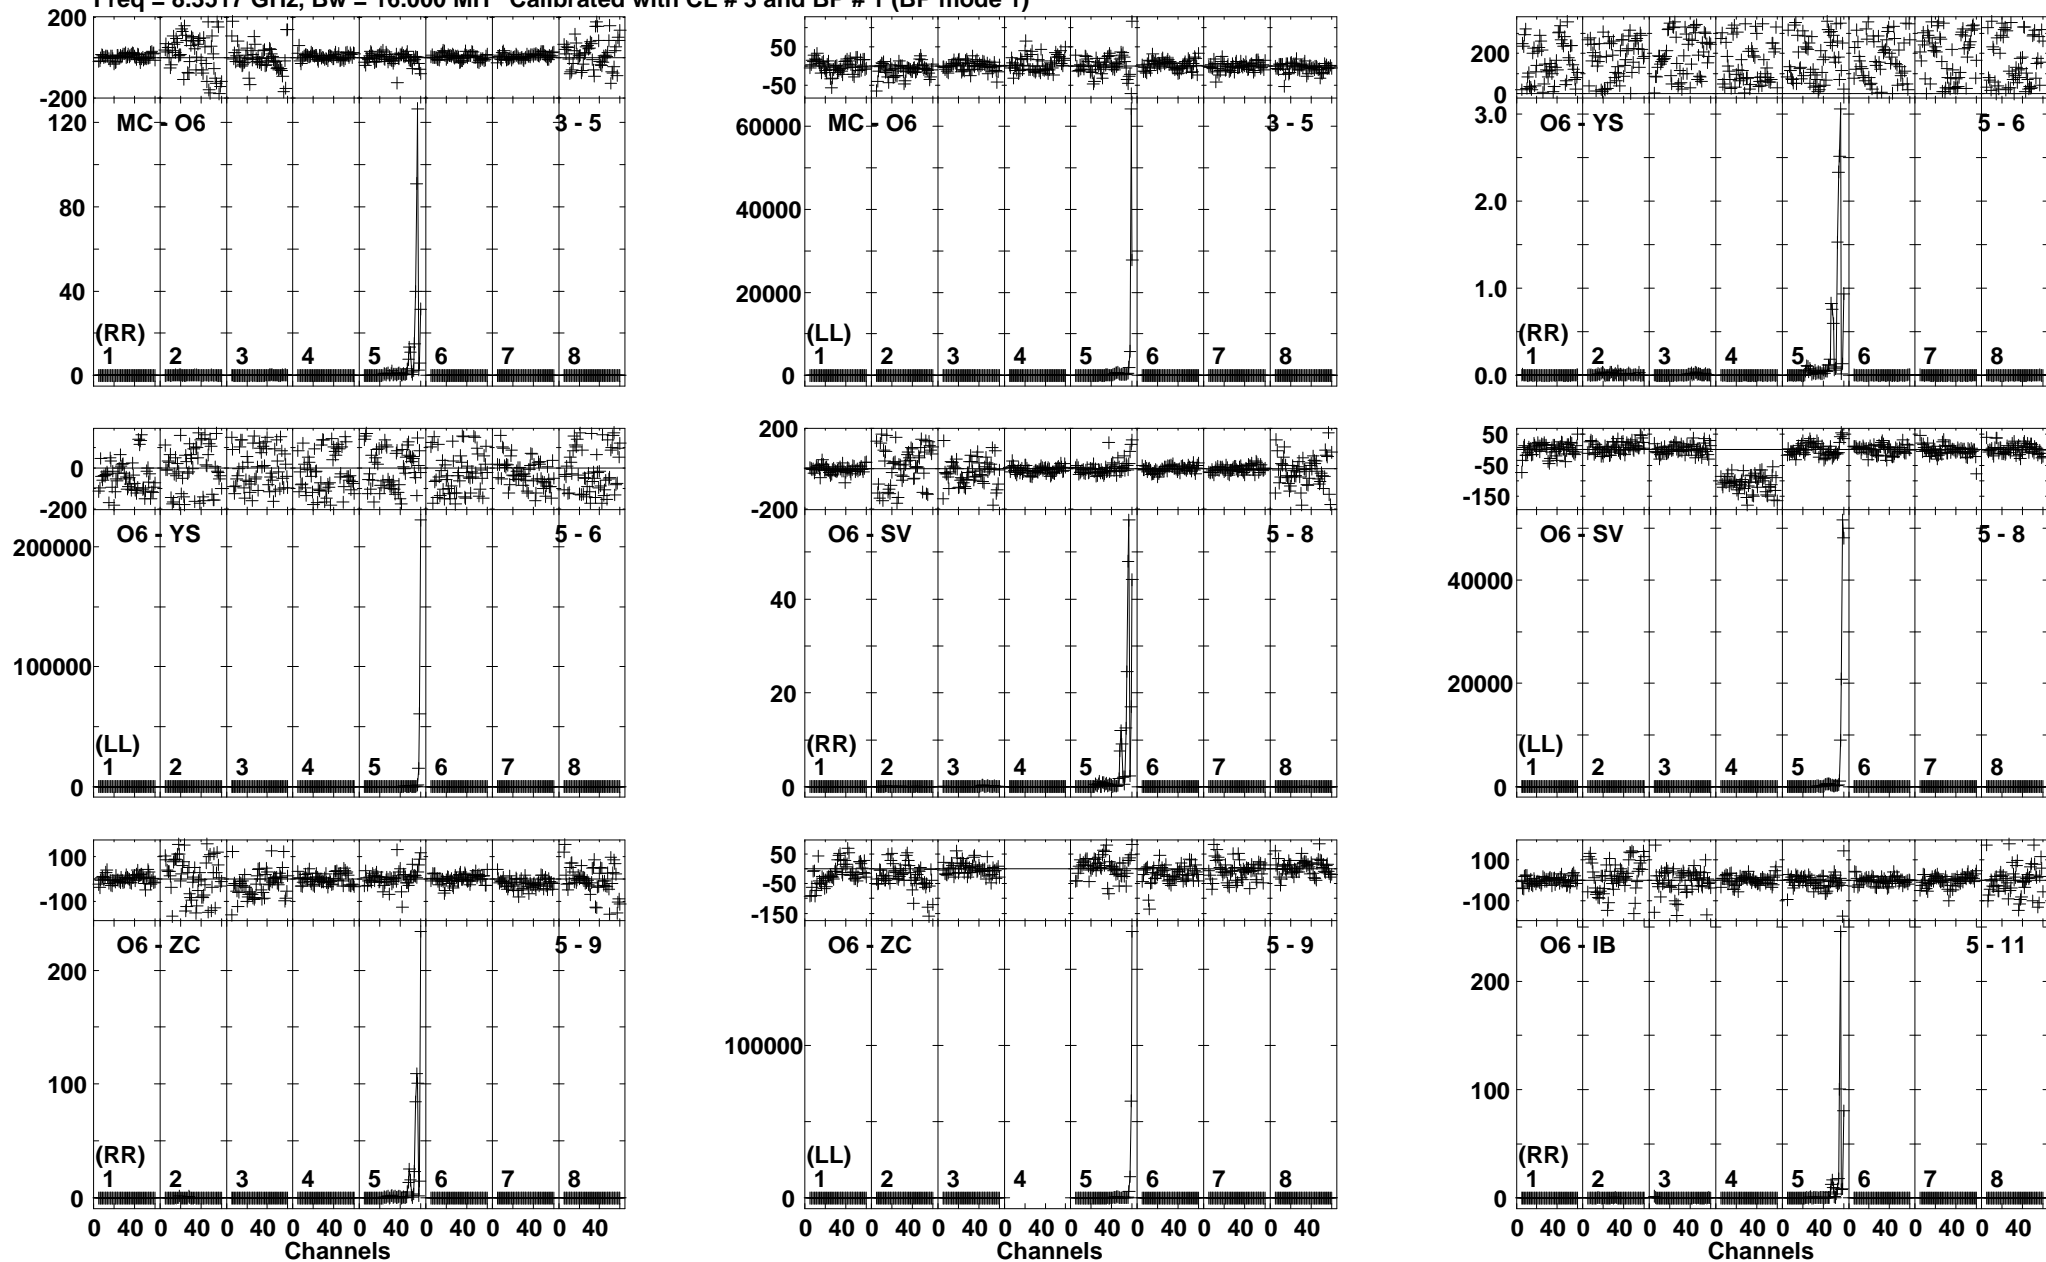 Freq = 8.3517 GHz, Bw = 16.000 MH Calibrated with CL # 3 and BP # 1 (BP mode 1)
200
-200
MC - O6
3 - 5
120
80
40
0
(RR)
1 2 3 4 5 6 7 8
50
-50
MC - O6
3 - 5
60000
40000
20000
0
(LL)
1 2 3 4 5 6 7 8
200
0
O6 - YS
5 - 6
3.0
2.0
1.0
0.0
(RR)
1 2 3 4 5 6 7 8
0
-200
O6 - YS
5 - 6
200000
100000
0
(LL)
1 2 3 4 5 6 7 8
200
-200
O6 - SV
5 - 8
40
20
0
(RR)
1 2 3 4 5 6 7 8
50
-50
-150
O6 - SV
5 - 8
40000
20000
0
(LL)
1 2 3 4 5 6 7 8
100
-100
O6 - ZC
5 - 9
200
100
0
(RR)
1 2 3 4 5 6 7 8
0 40 0 40 0 40 0 40 0 40 0 40 0 40 0 40
Channels
50
-50
-150
O6 - ZC
5 - 9
100000
0
(LL)
1 2 3 4 5 6 7 8
0 40 0 40 0 40 0 40 0 40 0 40 0 40 0 40
Channels
100
-100
O6 - IB
5 - 11
200
100
0
(RR)
1 2 3 4 5 6 7 8
0 40 0 40 0 40 0 40 0 40 0 40 0 40 0 40
Channels